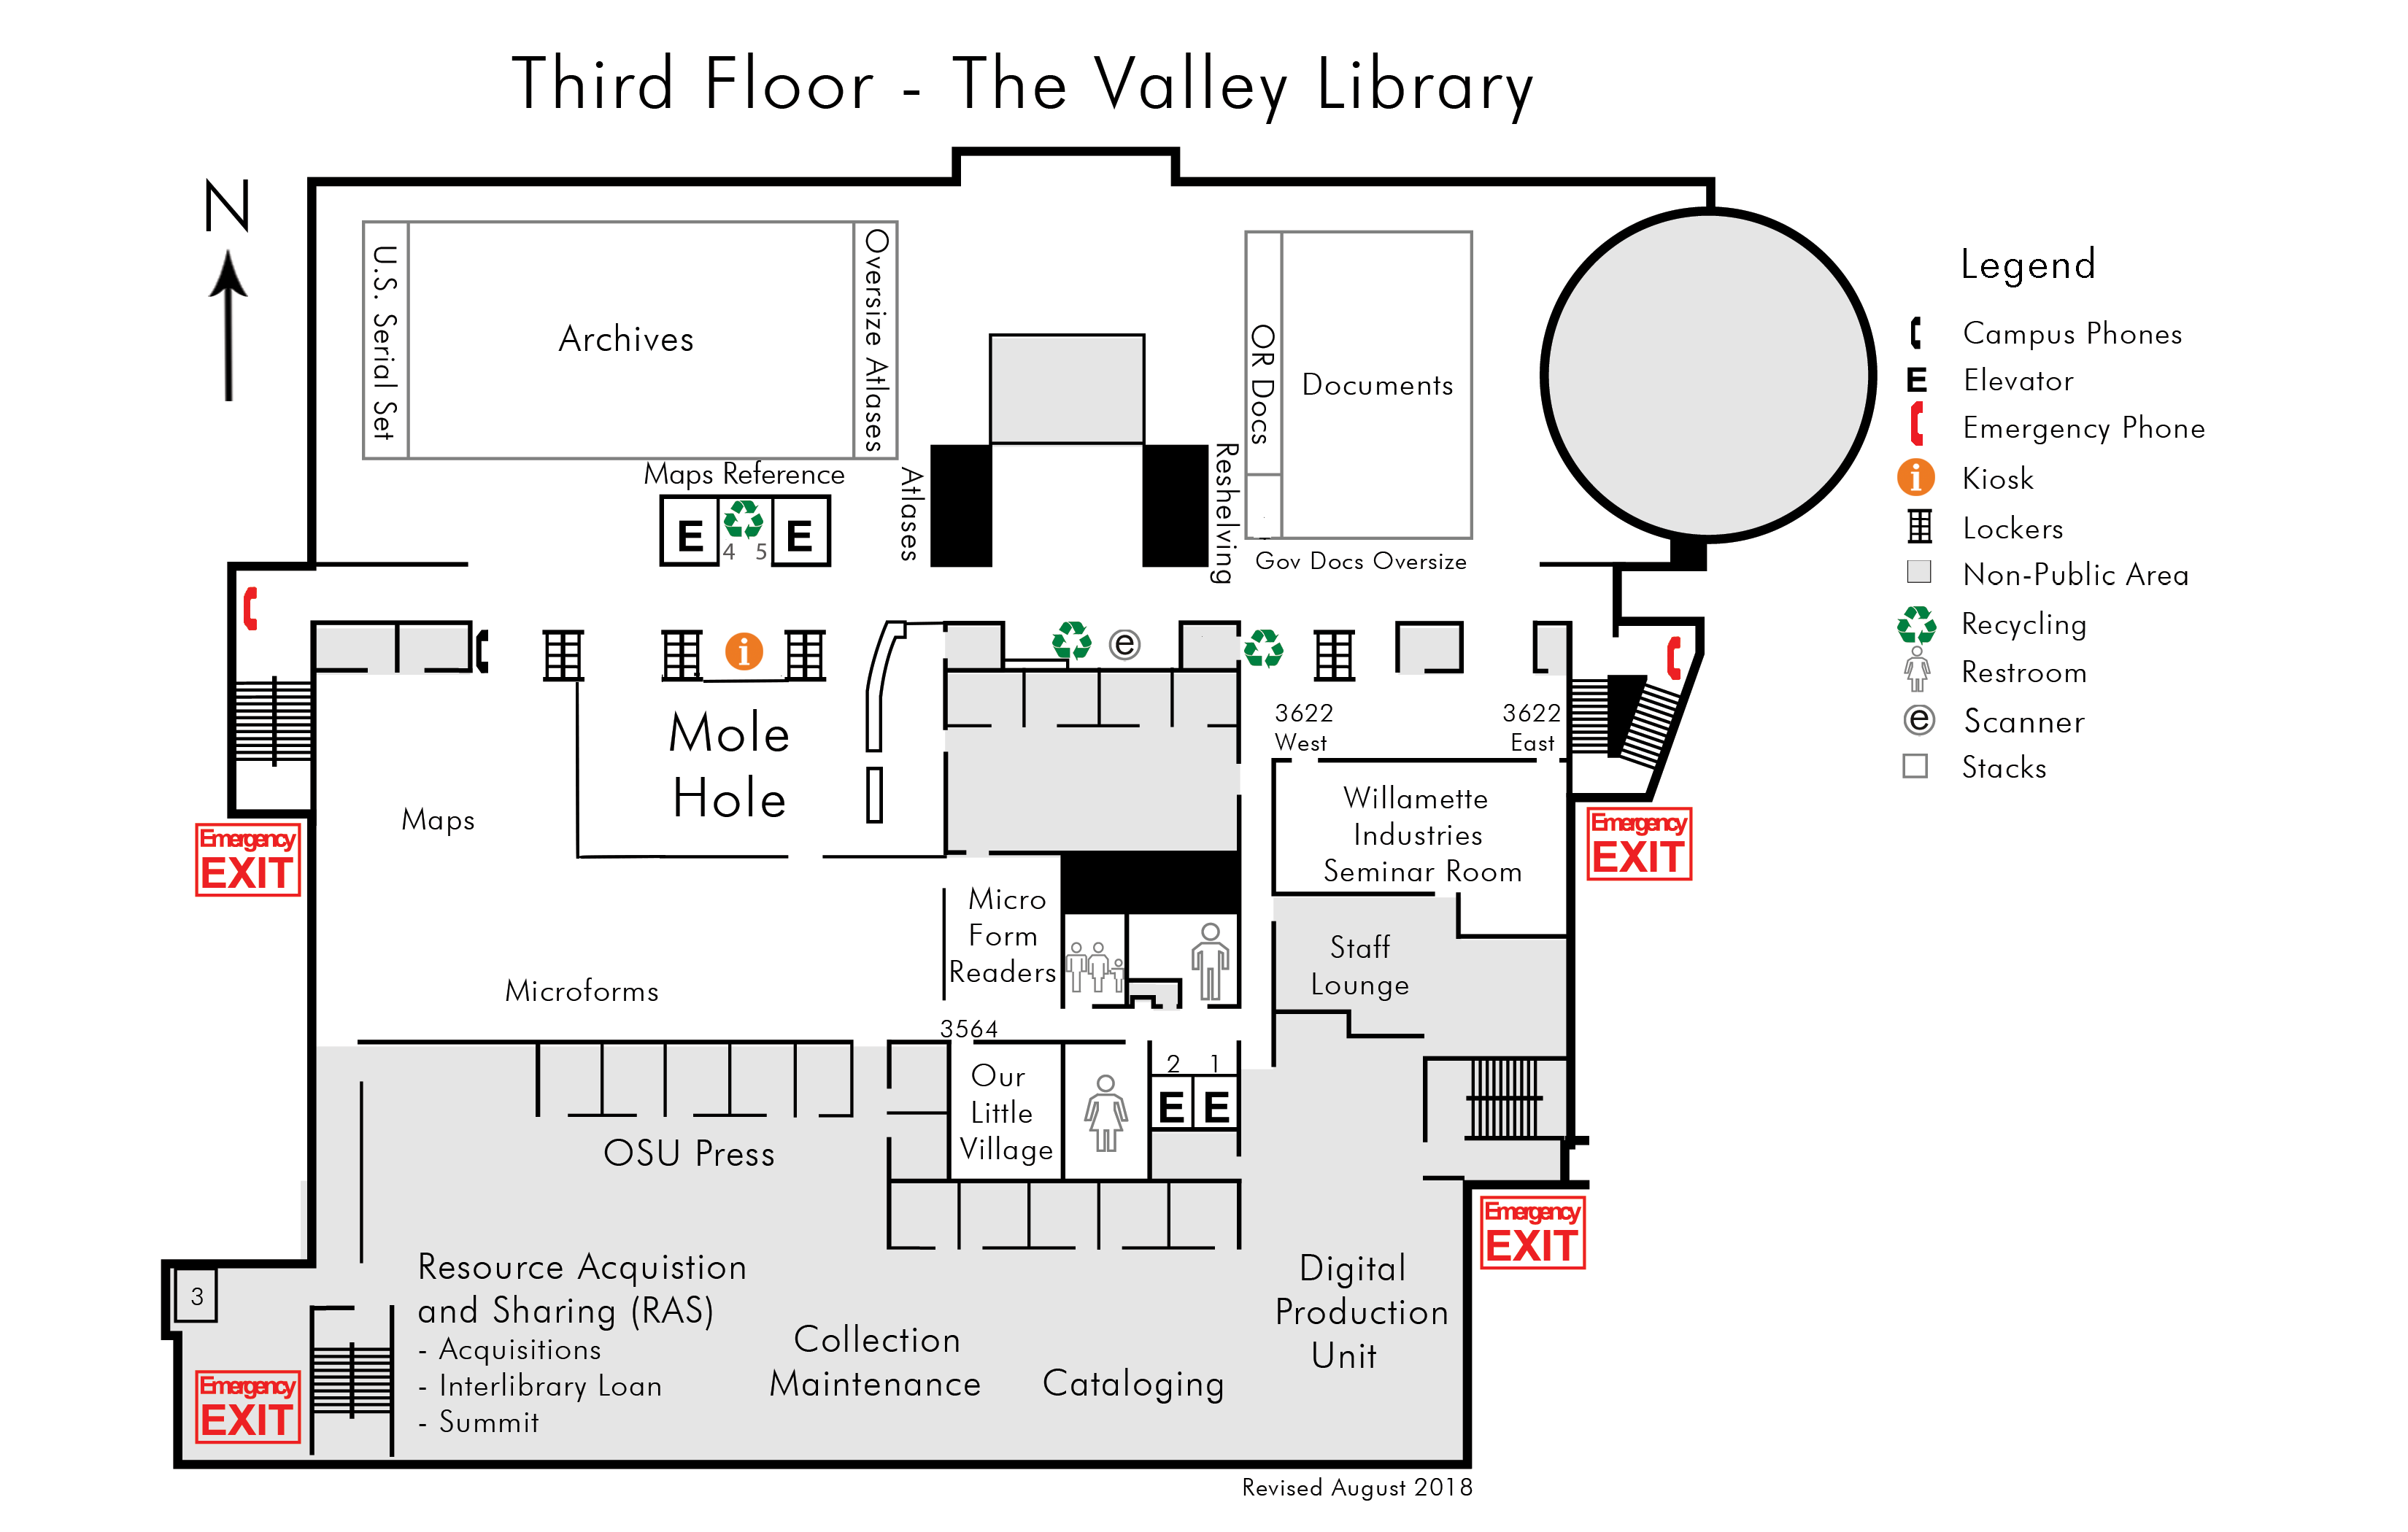 Third Floor - The Valley Library
N
U.S. Serial Set
Archives
Oversize Atlases
OR Docs
Documents
Maps Reference
Atlases
Reshelving
E
4 5
E
Gov Docs Oversize
i
e
Mole
Hole
Maps
3622
West
3622
East
Willamette
Industries
Seminar Room
Emergency
EXIT
Emergency
EXIT
Micro
Form
Readers
Staff
Lounge
Microforms
3564
Our
Little
Village
2 1
E E
OSU Press
Emergency
EXIT
Resource Acquistion
and Sharing (RAS)
- Acquisitions
- Interlibrary Loan
- Summit
3
Emergency
EXIT
Collection
Maintenance
Cataloging
Digital
Production
Unit
Revised August 2018
Legend
Campus Phones
E Elevator
Emergency Phone
i Kiosk
Lockers
Non-Public Area
Recycling
Restroom
e Scanner
Stacks